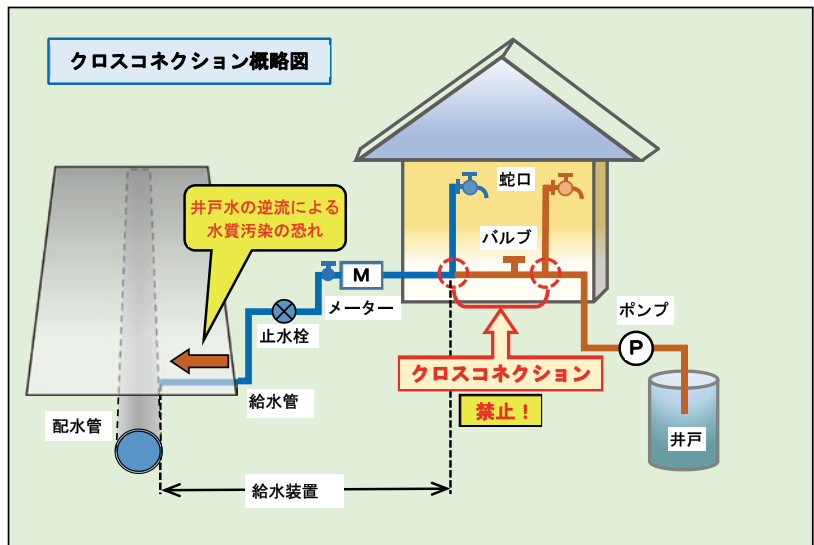 クロスコネクション概略図
井戸水の逆流による
水質汚染の恐れ
蛇口
バルブ
M
メーター
止水栓
ポンプ
P
クロスコネクション
給水管
禁止!
配水管
井戸
給水装置